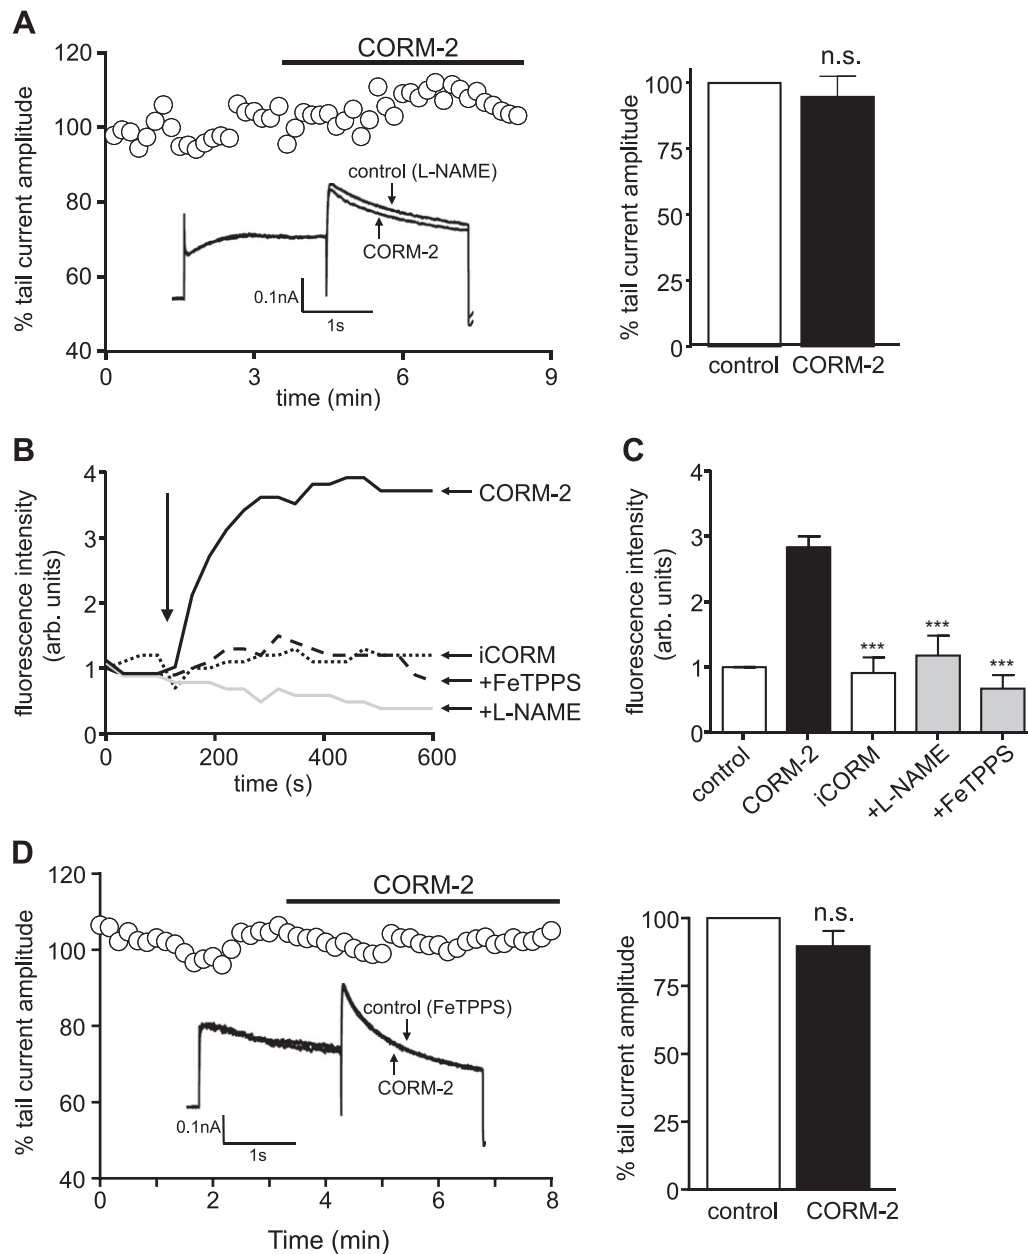 A
CORM-2
120
100
80
60
40
% tail current amplitude
control (L-NAME)
CORM-2
0.1nA
1s
0
3
6
9
time (min)
n.s.
100
75
50
25
0
% tail current amplitude
control
CORM-2
B
4
3
2
1
0
fluorescence intensity
(arb. units)
CORM-2
iCORM
+FeTPPS
+L-NAME
0
200
400
600
time (s)
C
4
3
2
1
0
fluorescence intensity
(arb. units)
***
***
***
control
CORM-2
iCORM
+L-NAME
+FeTPPS
D
CORM-2
120
100
80
60
40
% tail current amplitude
control (FeTPPS)
CORM-2
0.1nA
1s
0
2
4
6
8
Time (min)
n.s.
100
75
50
25
0
% tail current amplitude
control
CORM-2